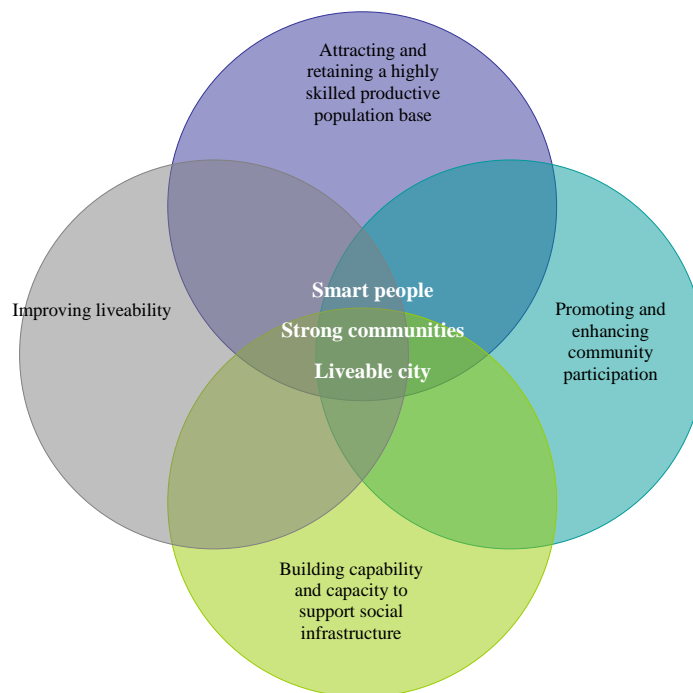 Attracting and
retaining a highly
skilled productive
population base
Smart people
Improving liveability
Strong communities
Liveable city
Promoting and
enhancing
community
participation
Building capability
and capacity to
support social
infrastructure